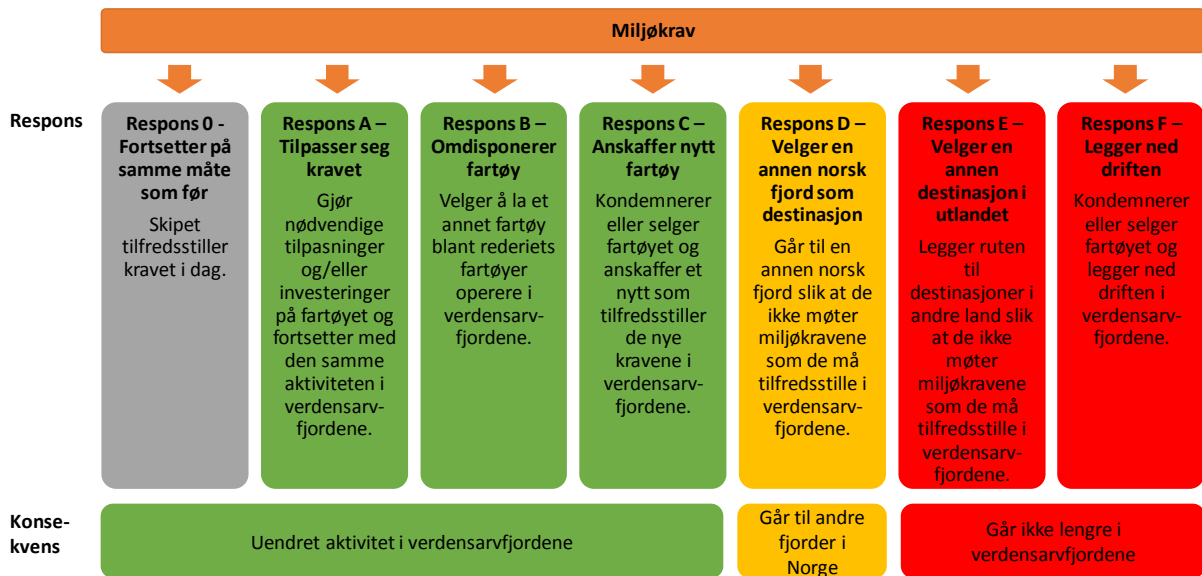 Miljøkrav
Respons
Respons 0 -
Fortsetter på
samme måte
som før
Skipet
tilfredsstiller
kravet i dag.
Respons A –
Tilpasser seg
kravet
Gjør
nødvendige
tilpasninger
og/eller
investeringer
på fartøyet og
fortsetter med
den samme
aktiviteten i
verdensarv-
fjordene.
Respons B –
Omdisponerer
fartøy
Velger å la et
annet fartøy
blant rederiets
fartøyer
operere i
verdensarv-
fjordene.
Respons C –
Anskaffer nytt
fartøy
Kondemnerer
eller selger
fartøyet og
anskaffer et
nytt som
tilfredsstiller
de nye
kravene i
verdensarv-
fjordene.
Respons D –
Velger en
annen norsk
fjord som
destinasjon
Går til en
annen norsk
fjord slik at de
ikke møter
miljøkravene
som de må
tilfredsstille i
verdensarv-
fjordene.
Respons E –
Velger en
annen
destinasjon i
utlandet
Legger ruten
til
destinasjoner i
andre land slik
at de ikke
møter
miljøkravene
som de må
tilfredsstille i
verdensarv-
fjordene.
Respons F –
Legger ned
driften
Kondemnerer
eller selger
fartøyet og
legger ned
driften i
verdensarv-
fjordene.
Konse-
kvens
Uendret aktivitet i verdensarvfjordene
Går til andre
fjorder i
Norge
Går ikke lengre i
verdensarvfjordene